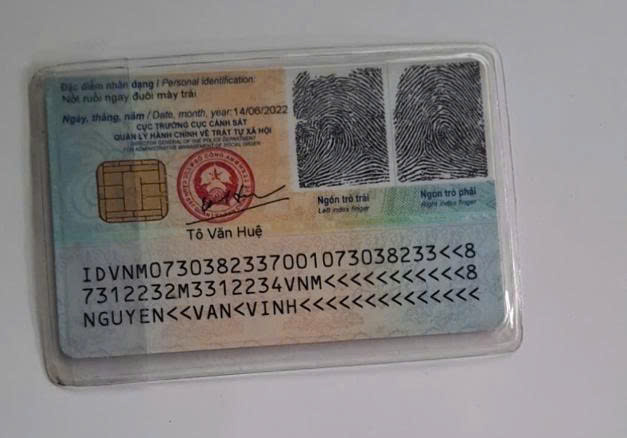 Đặc điểm nhân dạng / Personal identification:
Nốt ruồi ngay đuôi mày trái
Ngày, tháng, năm / Date, month, year: 14/06/2022
CỤC TRƯỞNG CỤC CẢNH SÁT
QUẢN LÝ HÀNH CHÍNH VỀ TRẬT TỰ XÃ HỘI
DIRECTOR GENERAL OF THE POLICE DEPARTMENT
FOR ADMINISTRATIVE MANAGEMENT OF SOCIAL ORDER
Tô Văn Huệ
Ngón trỏ trái
Left index finger
Ngón trỏ phải
Right index finger
IDVNM0730382337001073038233<<8
7312232M3312234VNM<<<<<<<<<<<8
NGUYEN<<VAN<VINH<<<<<<<<<<<<<<